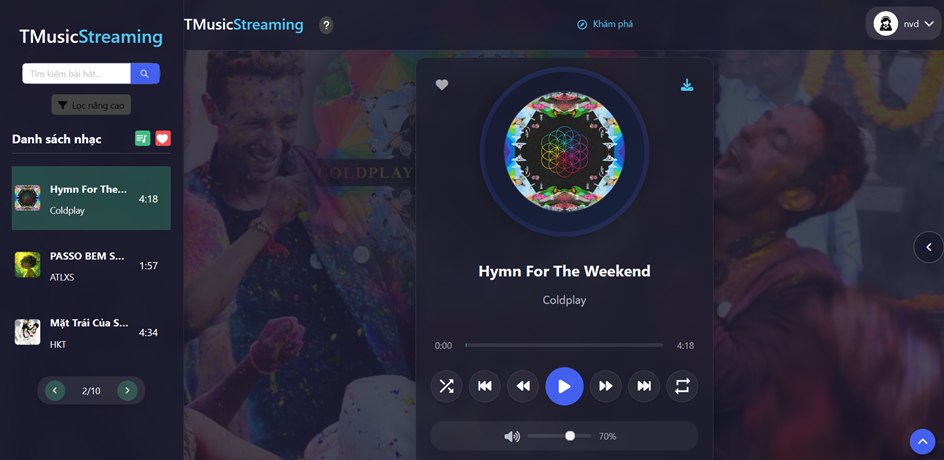 TMusicStreaming
Tìm kiếm bài hát...
Lọc nâng cao
Danh sách nhạc
Hymn For The...
Coldplay
4:18
PASSO BEM S...
ATLXS
1:57
Mặt Trái Của S...
HKT
4:34
2/10
TMusicStreaming
?
Khám phá
nvd
COLDPLAY
Hymn For The Weekend
Coldplay
0:00
4:18
70%